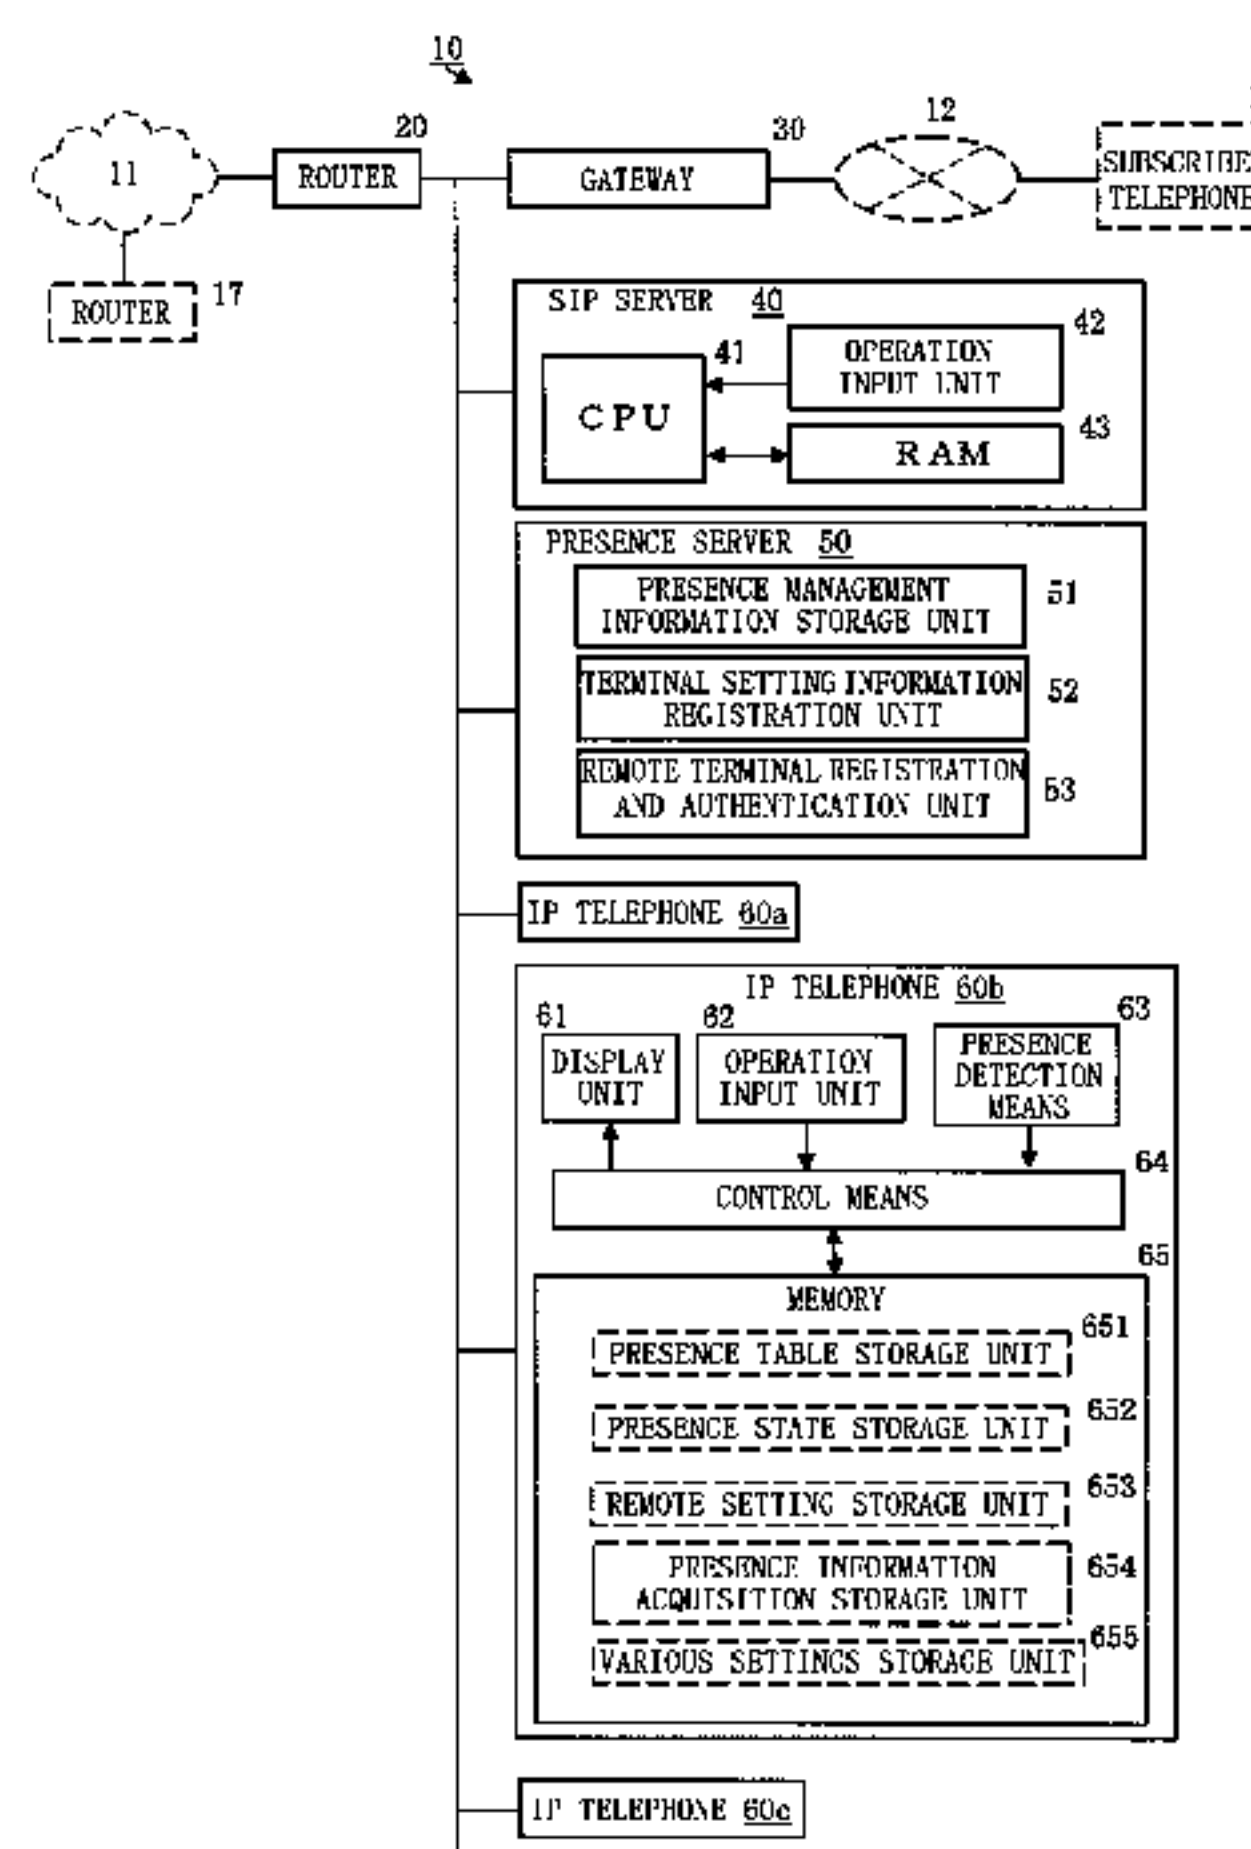 10
11
20
ROUTER
30
GATEWAY
12
SUBSCRIBE
TELEPHONE
ROUTER
17
SIP SERVER 40
41
CPU
42
OPERATION
INPUT UNIT
43
RAM
PRESENCE SERVER 50
PRESENCE MANAGEMENT
INFORMATION STORAGE UNIT
51
TERMINAL SETTING INFORMATION
REGISTRATION UNIT
52
REMOTE TERMINAL REGISTRATION
AND AUTHENTICATION UNIT
53
IP TELEPHONE 60a
IP TELEPHONE 60b
61
DISPLAY
UNIT
62
OPERATION
INPUT UNIT
63
PRESENCE
DETECTION
MEANS
64
CONTROL MEANS
65
MEMORY
651
PRESENCE TABLE STORAGE UNIT
652
PRESENCE STATE STORAGE UNIT
653
REMOTE SETTING STORAGE UNIT
654
PRESENCE INFORMATION
ACQUISITION STORAGE UNIT
655
VARIOUS SETTINGS STORAGE UNIT
IP TELEPHONE 60c